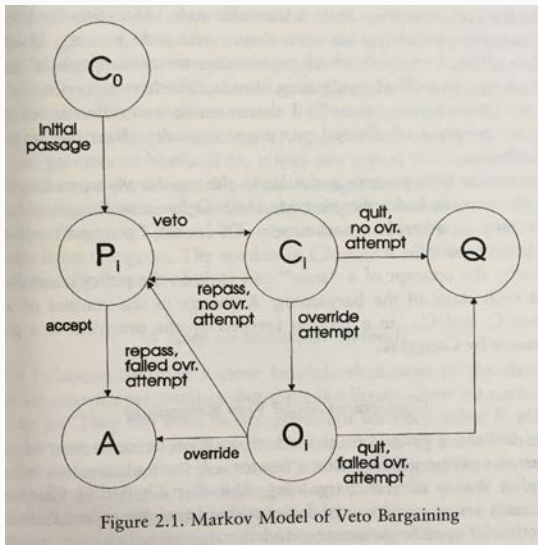 C0
initial
passage
Pi
veto
Ci
quit,
no ovr.
attempt
Q
repass,
no ovr.
attempt
accept
override
attempt
repass,
failed ovr.
attempt
A
override
Oi
quit,
failed ovr.
attempt
Figure 2.1. Markov Model of Veto Bargaining